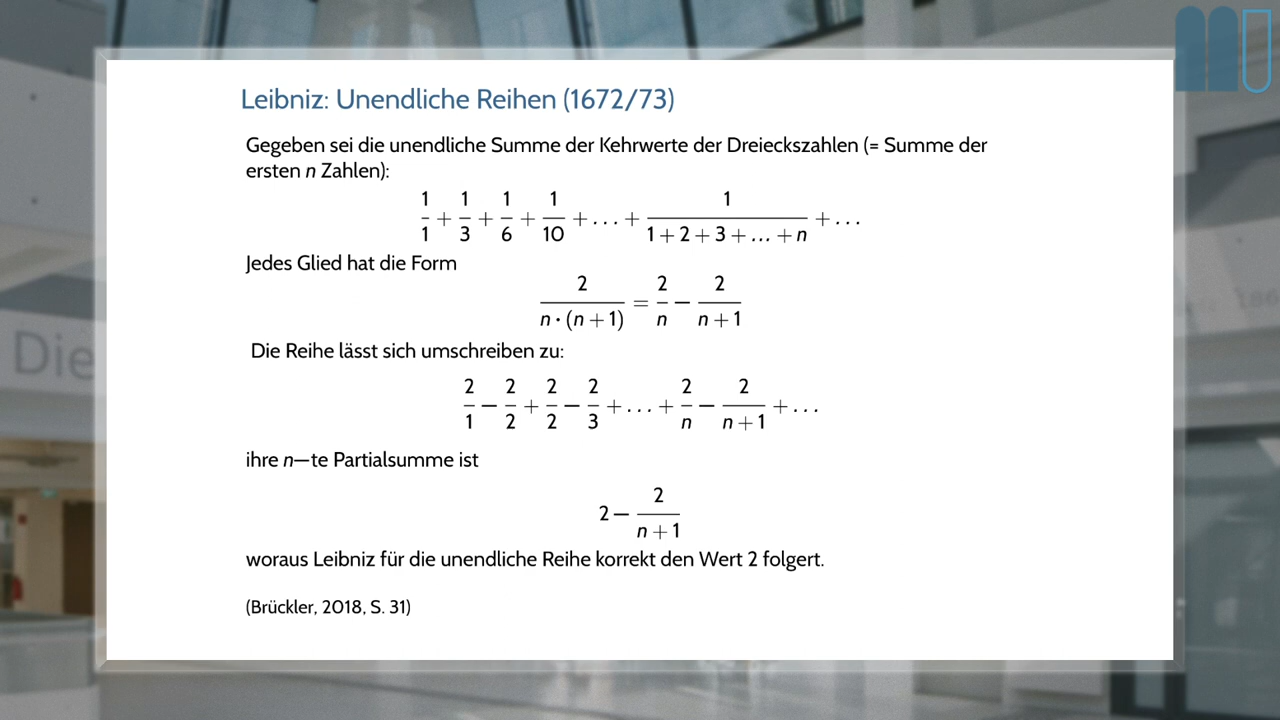 Leibniz: Unendliche Reihen (1672/73)
Gegeben sei die unendliche Summe der Kehrwerte der Dreieckszahlen (= Summe der
ersten n Zahlen):
1/1 + 1/3 + 1/6 + 1/10 + ... + 1/(1 + 2 + 3 + ... + n) + ...
Jedes Glied hat die Form
2/(n · (n + 1)) = 2/n − 2/(n + 1)
Die Reihe lässt sich umschreiben zu:
2/1 − 2/2 + 2/2 − 2/3 + ... + 2/n − 2/(n + 1) + ...
ihre n−te Partialsumme ist
2 − 2/(n + 1)
woraus Leibniz für die unendliche Reihe korrekt den Wert 2 folgert.
(Brückler, 2018, S. 31)
Die